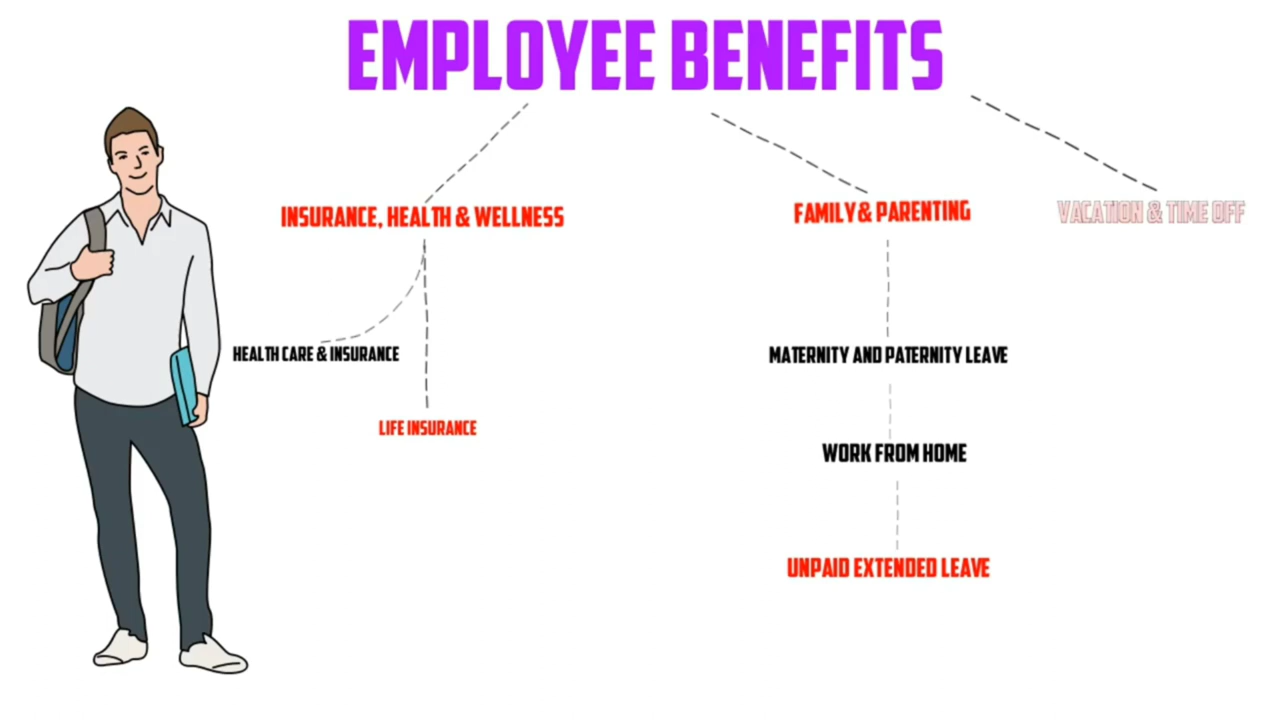 EMPLOYEE BENEFITS
INSURANCE, HEALTH & WELLNESS
FAMILY & PARENTING
VACATION & TIME OFF
HEALTH CARE & INSURANCE
MATERNITY AND PATERNITY LEAVE
LIFE INSURANCE
WORK FROM HOME
UNPAID EXTENDED LEAVE